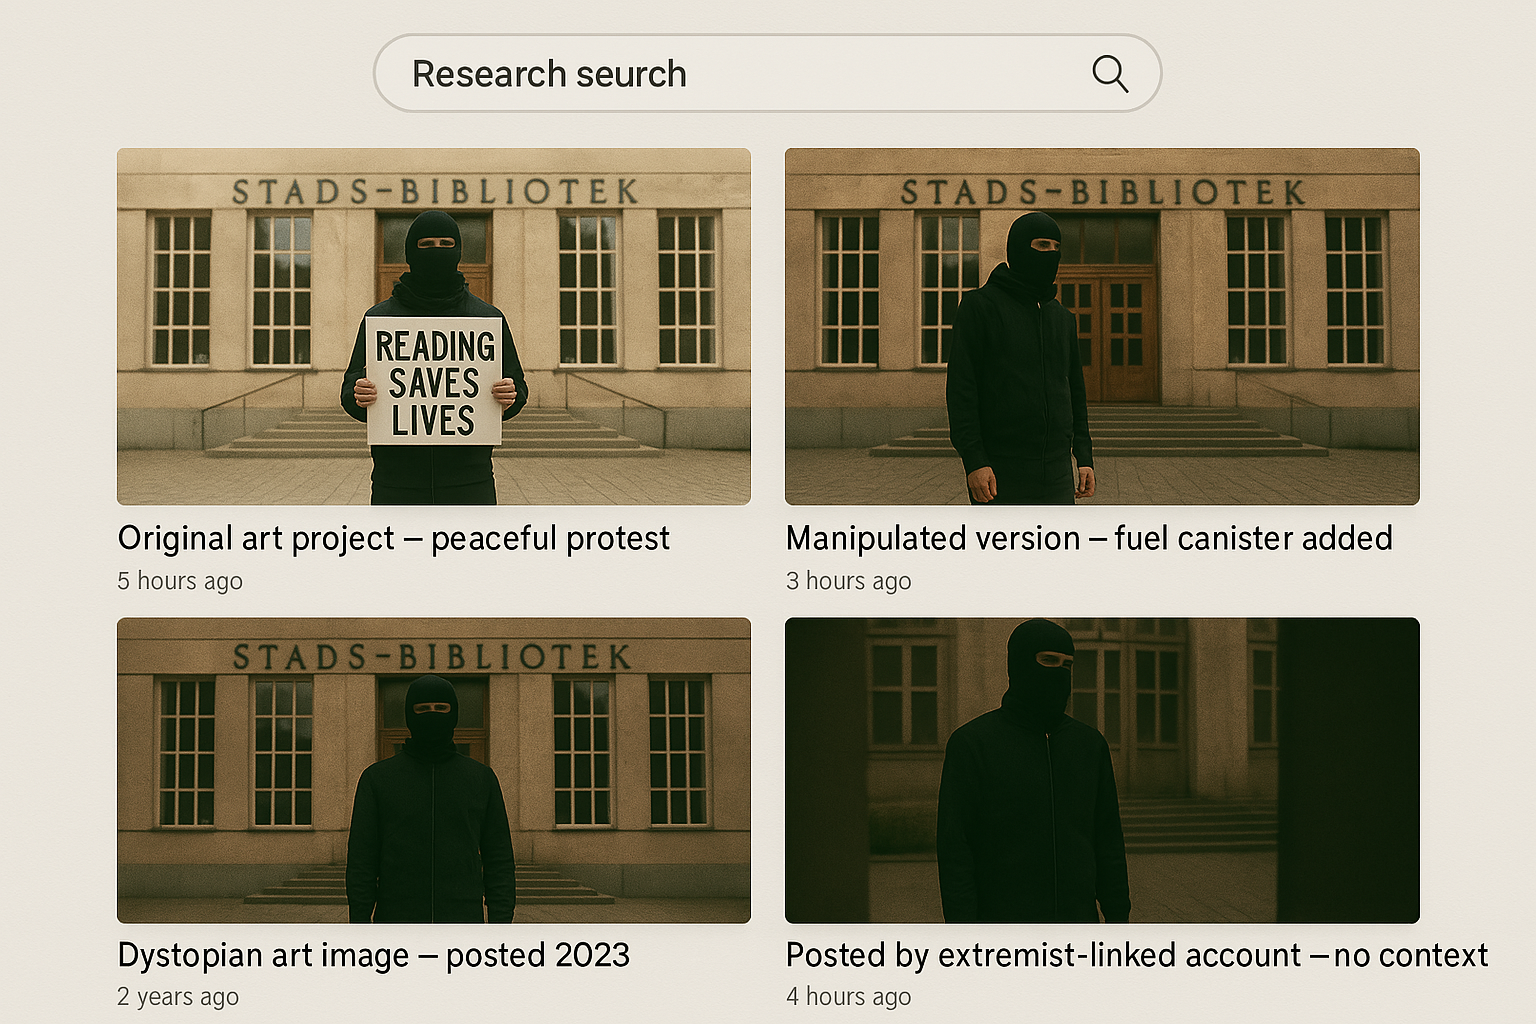 Research seurch
STADS-BIBLIOTEK
READING
SAVES
LIVES
STADS-BIBLIOTEK
Original art project – peaceful protest
5 hours ago
Manipulated version – fuel canister added
3 hours ago
STADS-BIBLIOTEK
Dystopian art image – posted 2023
2 years ago
Posted by extremist-linked account – no context
4 hours ago